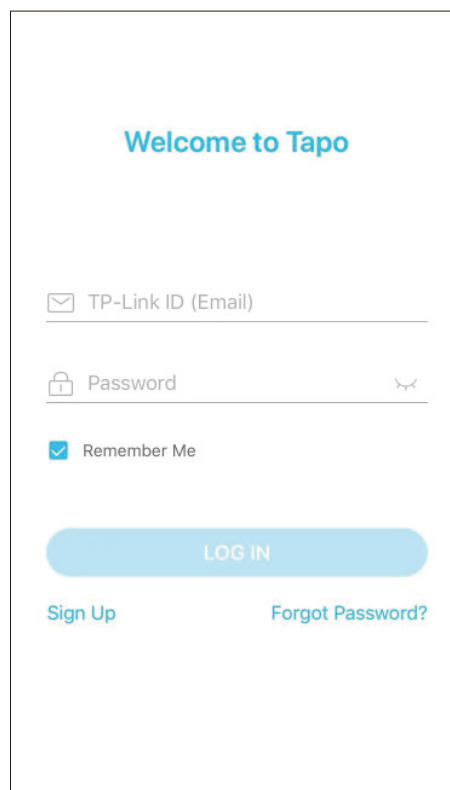 Welcome to Tapo
TP-Link ID (Email)
Password
Remember Me
LOG IN
Sign Up
Forgot Password?